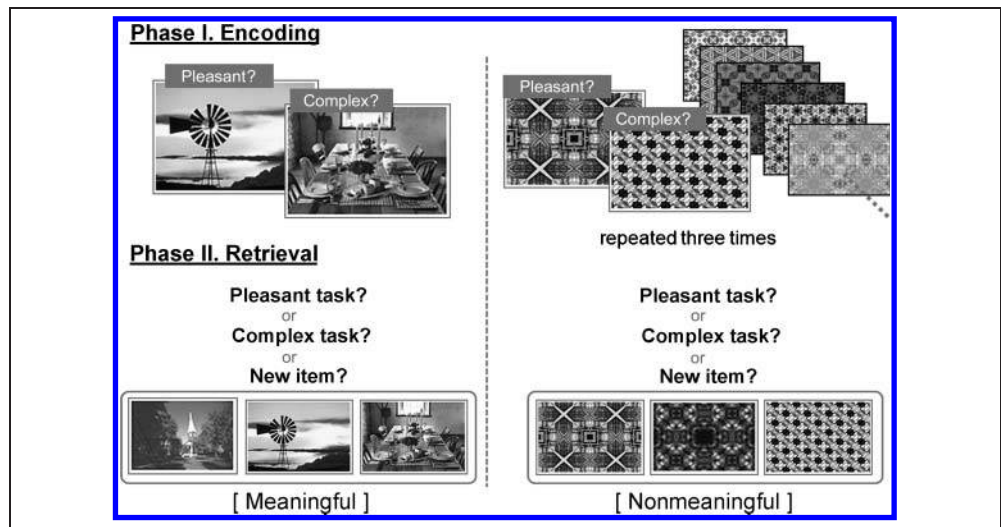 Phase I. Encoding
Pleasant?
Complex?
Pleasant?
Complex?
repeated three times
Phase II. Retrieval
Pleasant task?
or
Complex task?
or
New item?
[ Meaningful ]
Pleasant task?
or
Complex task?
or
New item?
[ Nonmeaningful ]